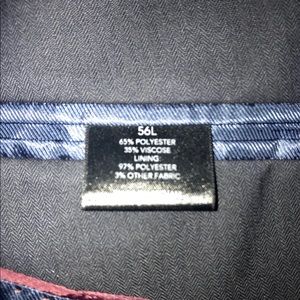 56L
65% POLYESTER
35% VISCOSE
LINING:
97% POLYESTER
3% OTHER FABRIC